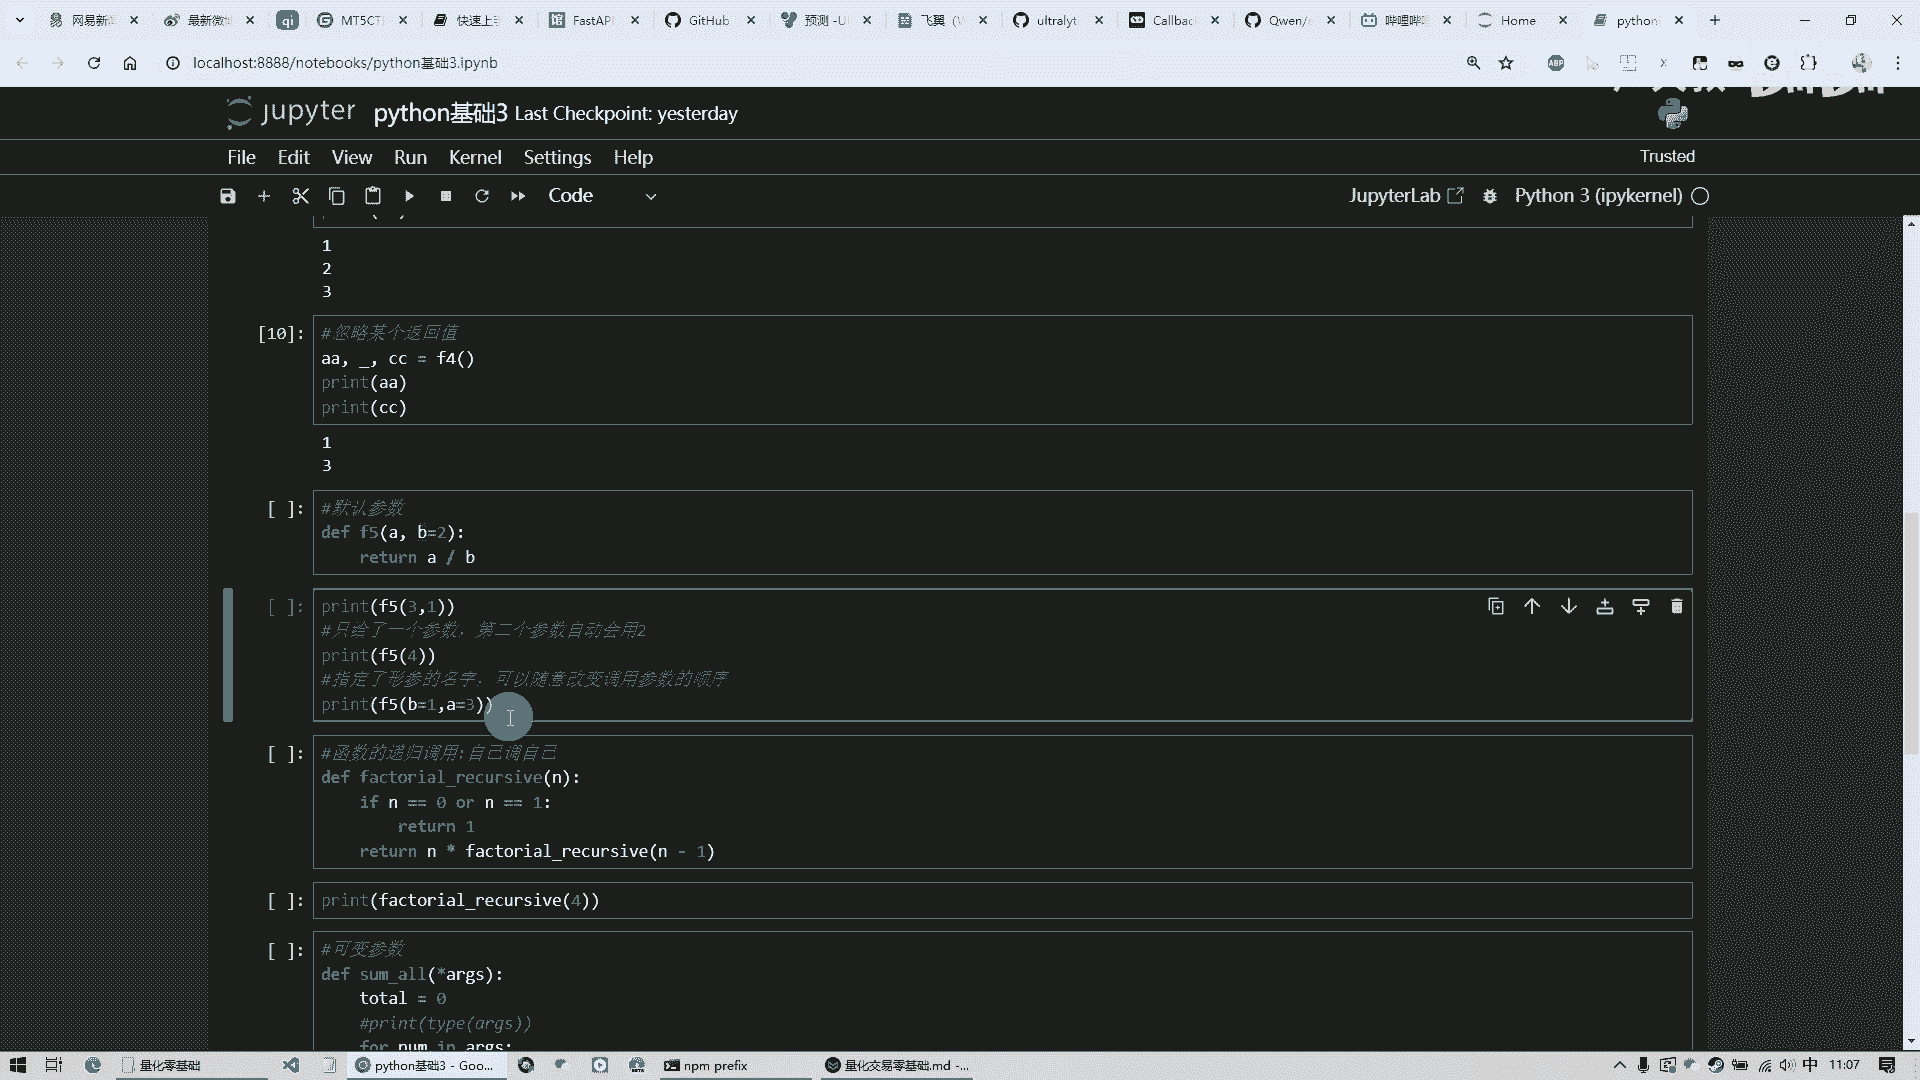 网易新
最新微
qi
MT5CT
快速上手
FastAPI
GitHub
预测 -U
飞翼
ultralyt
Callbac
Qwen/
哔哩哔
Home
python
localhost:8888/notebooks/python基础3.ipynb
ABP
jupyter python基础3 Last Checkpoint: yesterday
File Edit View Run Kernel Settings Help
Trusted
Code
JupyterLab
Python 3 (ipykernel)
1
2
3
[10]:
#忽略某个返回值
aa, _, cc = f4()
print(aa)
print(cc)
1
3
[ ]:
#默认参数
def f5(a, b=2):
    return a / b
[ ]:
print(f5(3,1))
#只给了一个参数，第二个参数自动会用2
print(f5(4))
#指定了形参的名字，可以随意改变调用参数的顺序
print(f5(b=1,a=3))
[ ]:
#函数的递归调用:自己调自己
def factorial_recursive(n):
    if n == 0 or n == 1:
        return 1
    return n * factorial_recursive(n - 1)
[ ]:
print(factorial_recursive(4))
[ ]:
#可变参数
def sum_all(*args):
    total = 0
    #print(type(args))
    for num in args:
量化零基础
python基础3 - Goo...
npm prefix
量化交易零基础.md -...
中
11:07